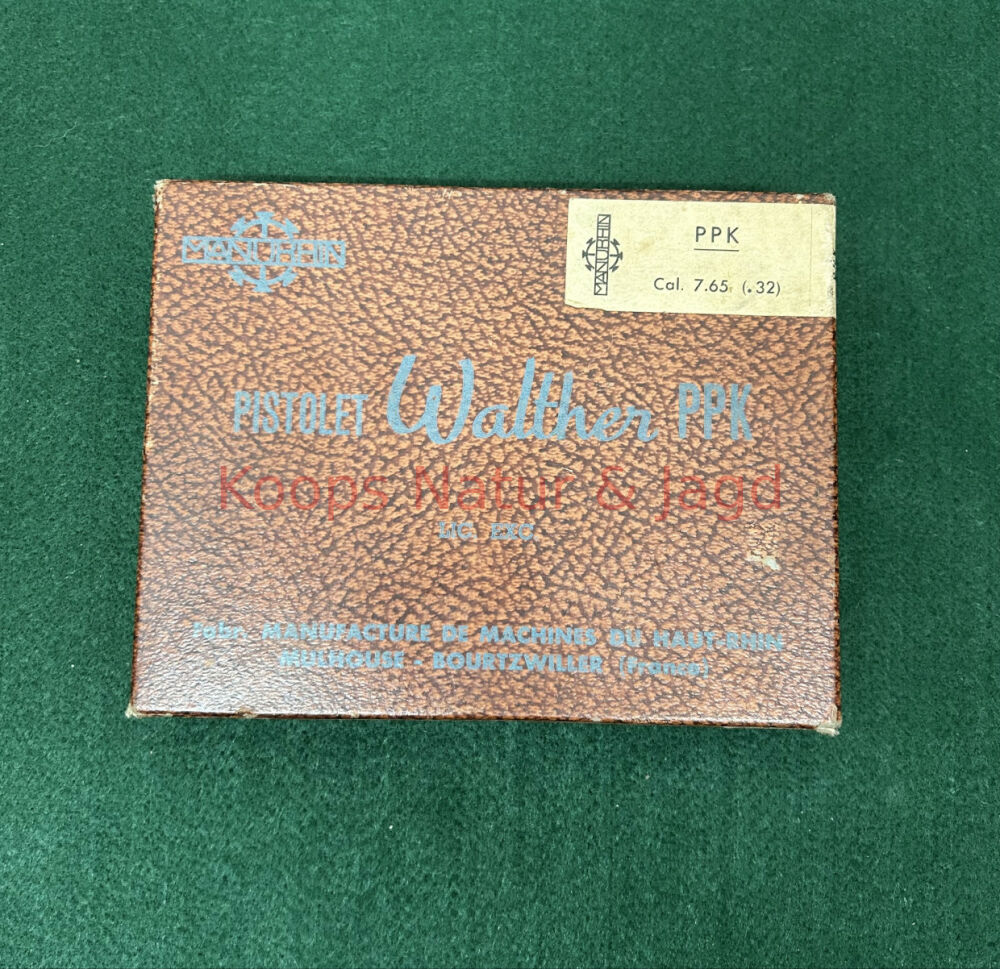 MANURHIN
PPK
MANURHIN
Cal. 7.65 (.32)
PISTOLET Walther PPK
Koops Natur & Jagd
LIC. EXC.
Fabr. MANUFACTURE DE MACHINES DU HAUT-RHIN
MULHOUSE - BOURTZWILLER (France)